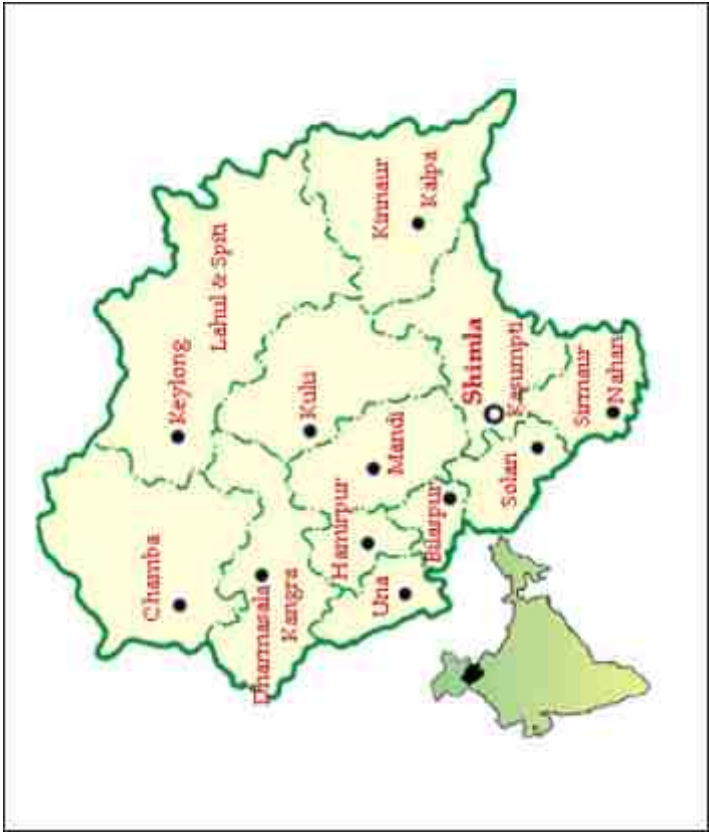 Chamba
Keylong
Lahul & Spiti
Dharmasala
Kangra
Kulu
Hamirpur
Mandi
Una
Kinnaur
Kalpa
Bilaspur
Shimla
Kasumpti
Solan
Sirmaur
Nahan